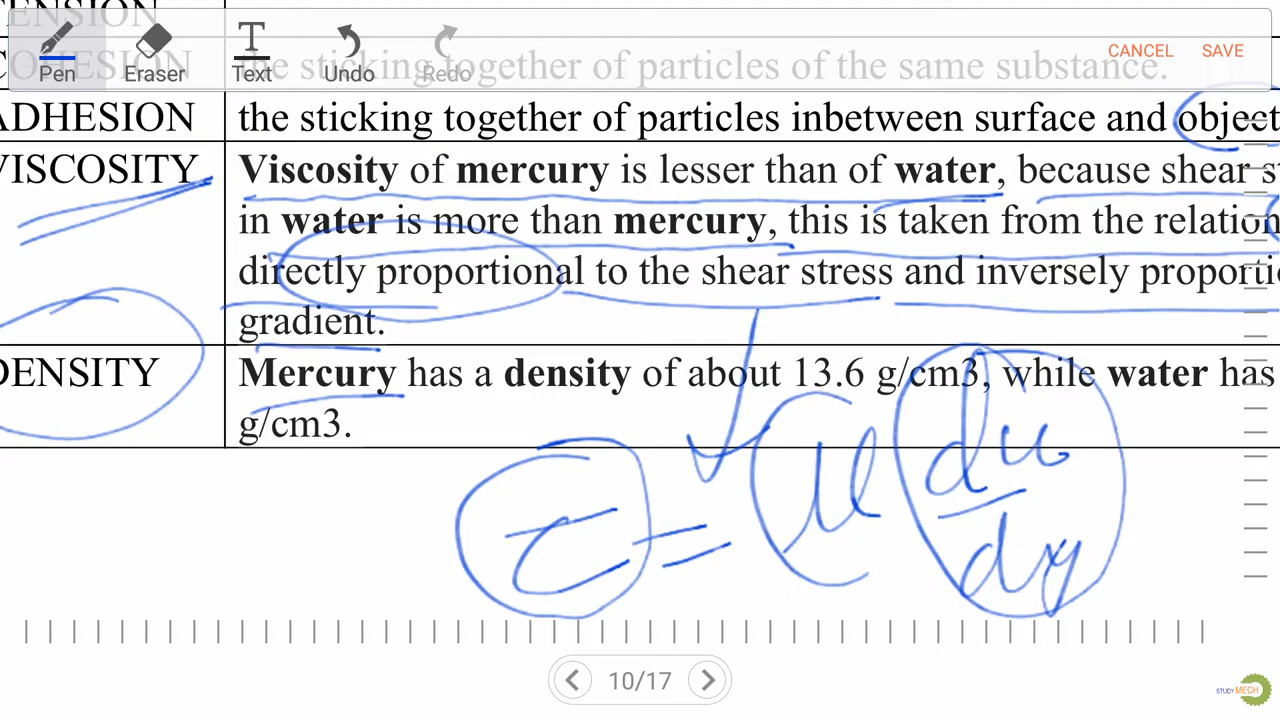 TENSION
Pen Eraser Text Undo Redo CANCEL SAVE
COHESION the sticking together of particles of the same substance.
ADHESION the sticking together of particles inbetween surface and object
VISCOSITY Viscosity of mercury is lesser than of water, because shear s
in water is more than mercury, this is taken from the relation
directly proportional to the shear stress and inversely proporti
gradient.
DENSITY Mercury has a density of about 13.6 g/cm3, while water has
g/cm3.
τ = μ du/dy
10/17
STUDY MECH